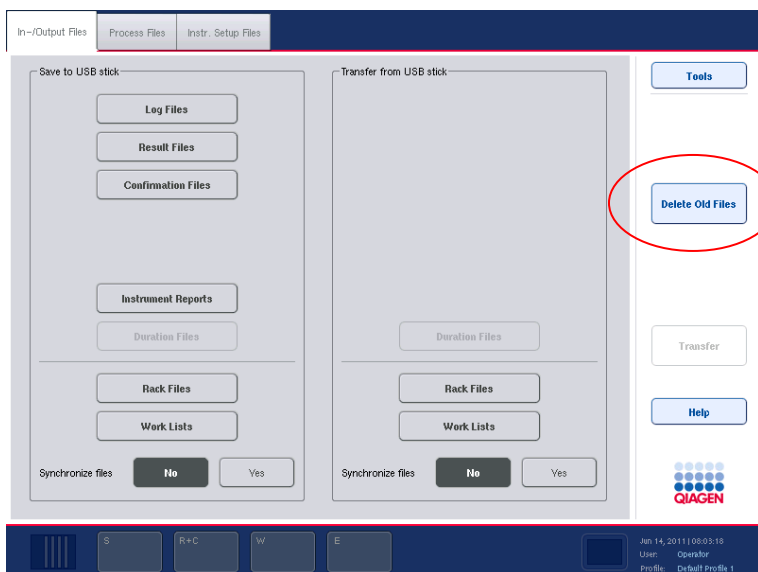 In-/Output Files
Process Files
Instr. Setup Files
Save to USB stick
Log Files
Result Files
Confirmation Files
Instrument Reports
Duration Files
Rack Files
Work Lists
Synchronize files No Yes
Transfer from USB stick
Duration Files
Rack Files
Work Lists
Synchronize files No Yes
Tools
Delete Old Files
Transfer
Help
QIAGEN
S
R+C
W
E
Jun 14, 2011 | 08:03:18
User: Operator
Profile: Default Profile 1